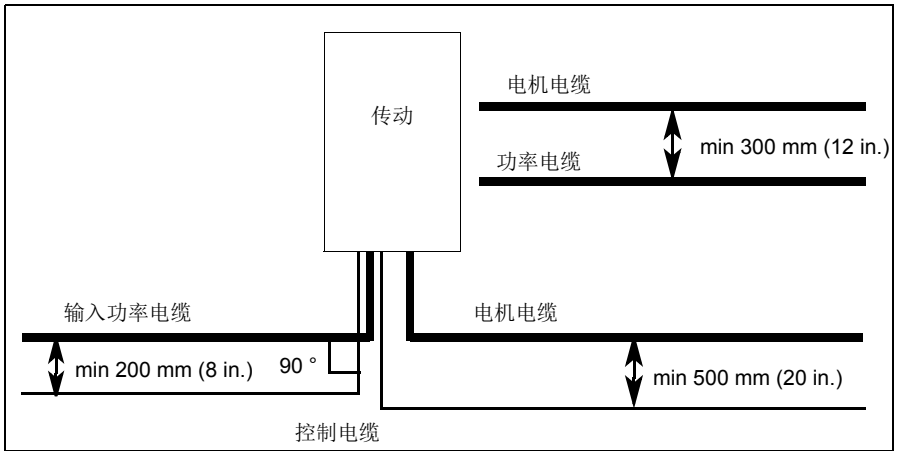 传动
电机电缆
min 300 mm (12 in.)
功率电缆
输入功率电缆
电机电缆
min 200 mm (8 in.)
90 °
min 500 mm (20 in.)
控制电缆